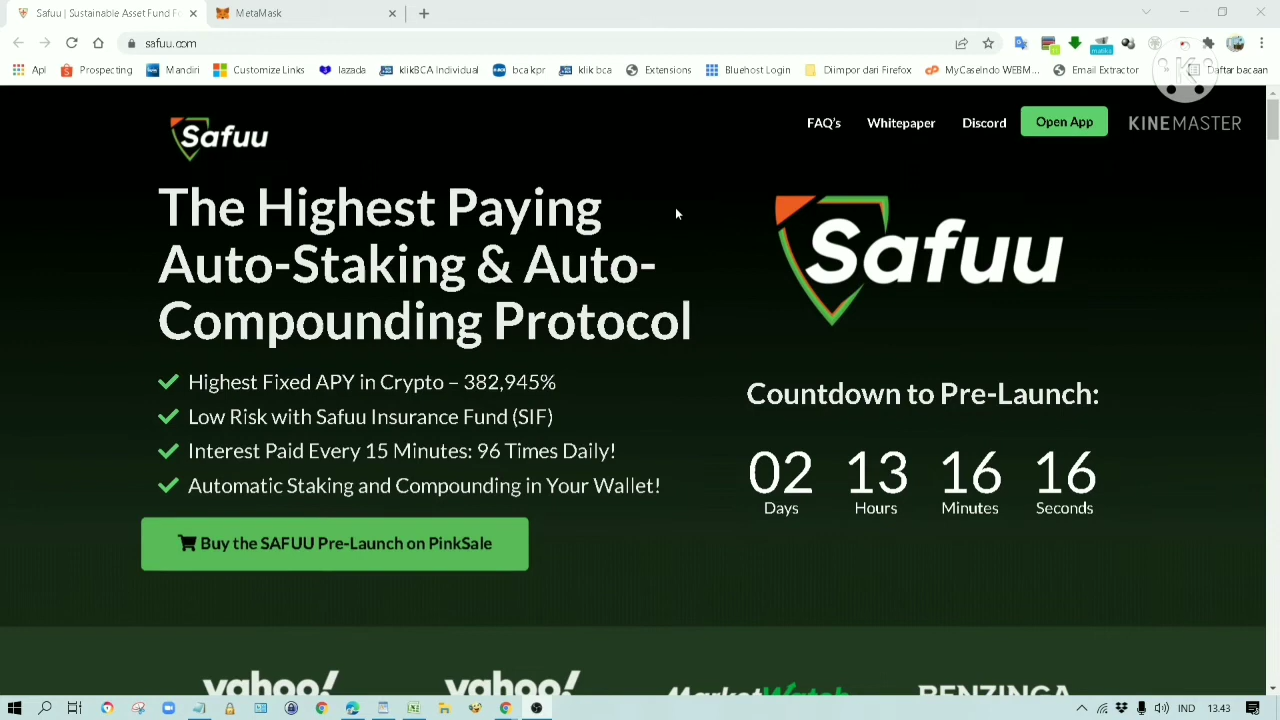 Safuu | Sustainable Asset Fund Fo
MetaMask
safuu.com
Apl
Prospecting
Mandiri
Customize Links
lazada
klikBCA Individual
bca kpr
klik bca
Extensions
Bluehost Login
Diimpor dari Firefox
MyCaseIndo WEBM...
Email Extractor
Daftar bacaan
Safuu
FAQ's
Whitepaper
Discord
Open App
KINEMASTER
The Highest Paying
Auto-Staking & Auto-
Compounding Protocol
Safuu
Highest Fixed APY in Crypto – 382,945%
Low Risk with Safuu Insurance Fund (SIF)
Interest Paid Every 15 Minutes: 96 Times Daily!
Automatic Staking and Compounding in Your Wallet!
Buy the SAFUU Pre-Launch on PinkSale
Countdown to Pre-Launch:
02 13 16 16
Days Hours Minutes Seconds
yahoo!
yahoo!
MarketWatch
BENZINGA
IND
13.43